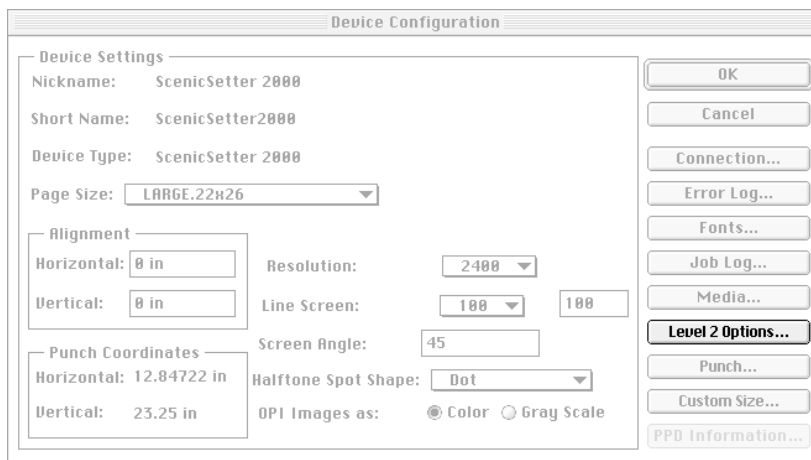 Device Configuration
Device Settings
Nickname: ScenicSetter 2000
Short Name: ScenicSetter2000
Device Type: ScenicSetter 2000
Page Size: LARGE.22x26
Alignment
Horizontal: 0 in
Vertical: 0 in
Punch Coordinates
Horizontal: 12.84722 in
Vertical: 23.25 in
Resolution: 2400
Line Screen: 100 100
Screen Angle: 45
Halftone Spot Shape: Dot
OPI Images as: Color Gray Scale
OK
Cancel
Connection...
Error Log...
Fonts...
Job Log...
Media...
Level 2 Options...
Punch...
Custom Size...
PPD Information...